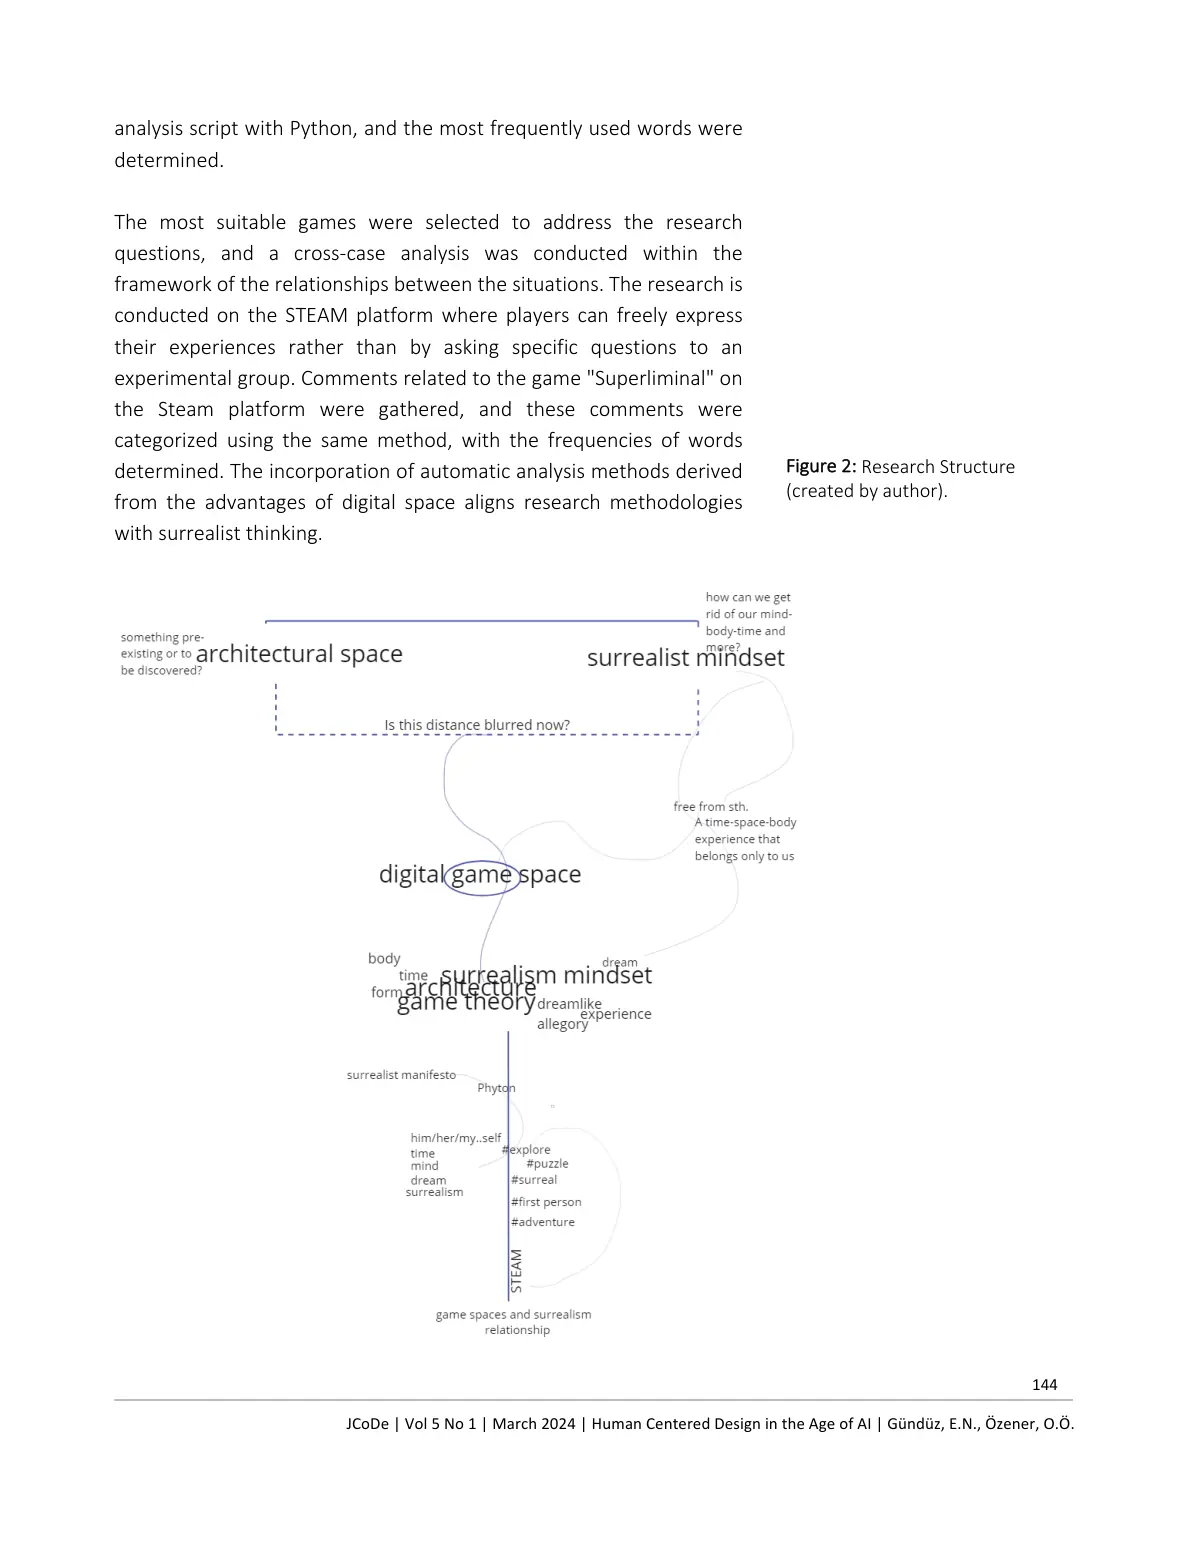 analysis script with Python, and the most frequently used words were
determined.
The most suitable games were selected to address the research
questions, and a cross-case analysis was conducted within the
framework of the relationships between the situations. The research is
conducted on the STEAM platform where players can freely express
their experiences rather than by asking specific questions to an
experimental group. Comments related to the game "Superliminal" on
the Steam platform were gathered, and these comments were
categorized using the same method, with the frequencies of words
determined. The incorporation of automatic analysis methods derived
from the advantages of digital space aligns research methodologies
with surrealist thinking.
Figure 2: Research Structure
(created by author).
how can we get
rid of our mind-
body-time and
more?
something pre-
existing or to
be discovered?
architectural space
surrealist mindset
Is this distance blurred now?
free from sth.
A time-space-body
experience that
belongs only to us
digital game space
body
time
form
surrealism mindset
architecture
game theory
dream
dreamlike
experience
allegory
surrealist manifesto
Phyton
him/her/my..self
time
mind
dream
surrealism
#explore
#puzzle
#surreal
#first person
#adventure
STEAM
game spaces and surrealism
relationship
144
JCoDe | Vol 5 No 1 | March 2024 | Human Centered Design in the Age of AI | Gündüz, E.N., Özener, O.Ö.